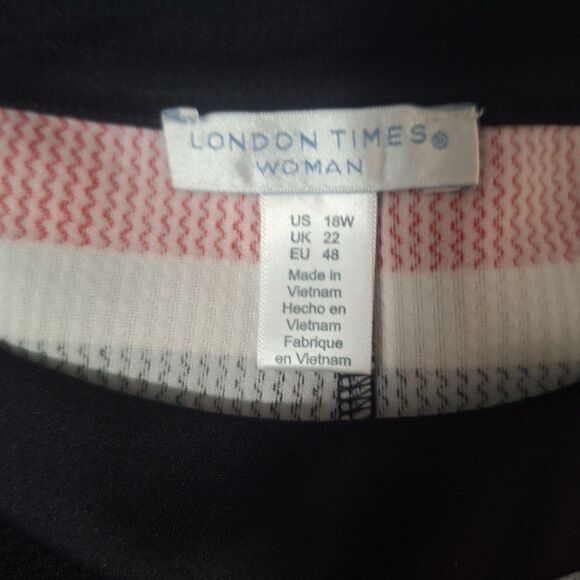 LONDON TIMES®
WOMAN
US 18W
UK 22
EU 48
Made in
Vietnam
Hecho en
Vietnam
Fabrique
en Vietnam